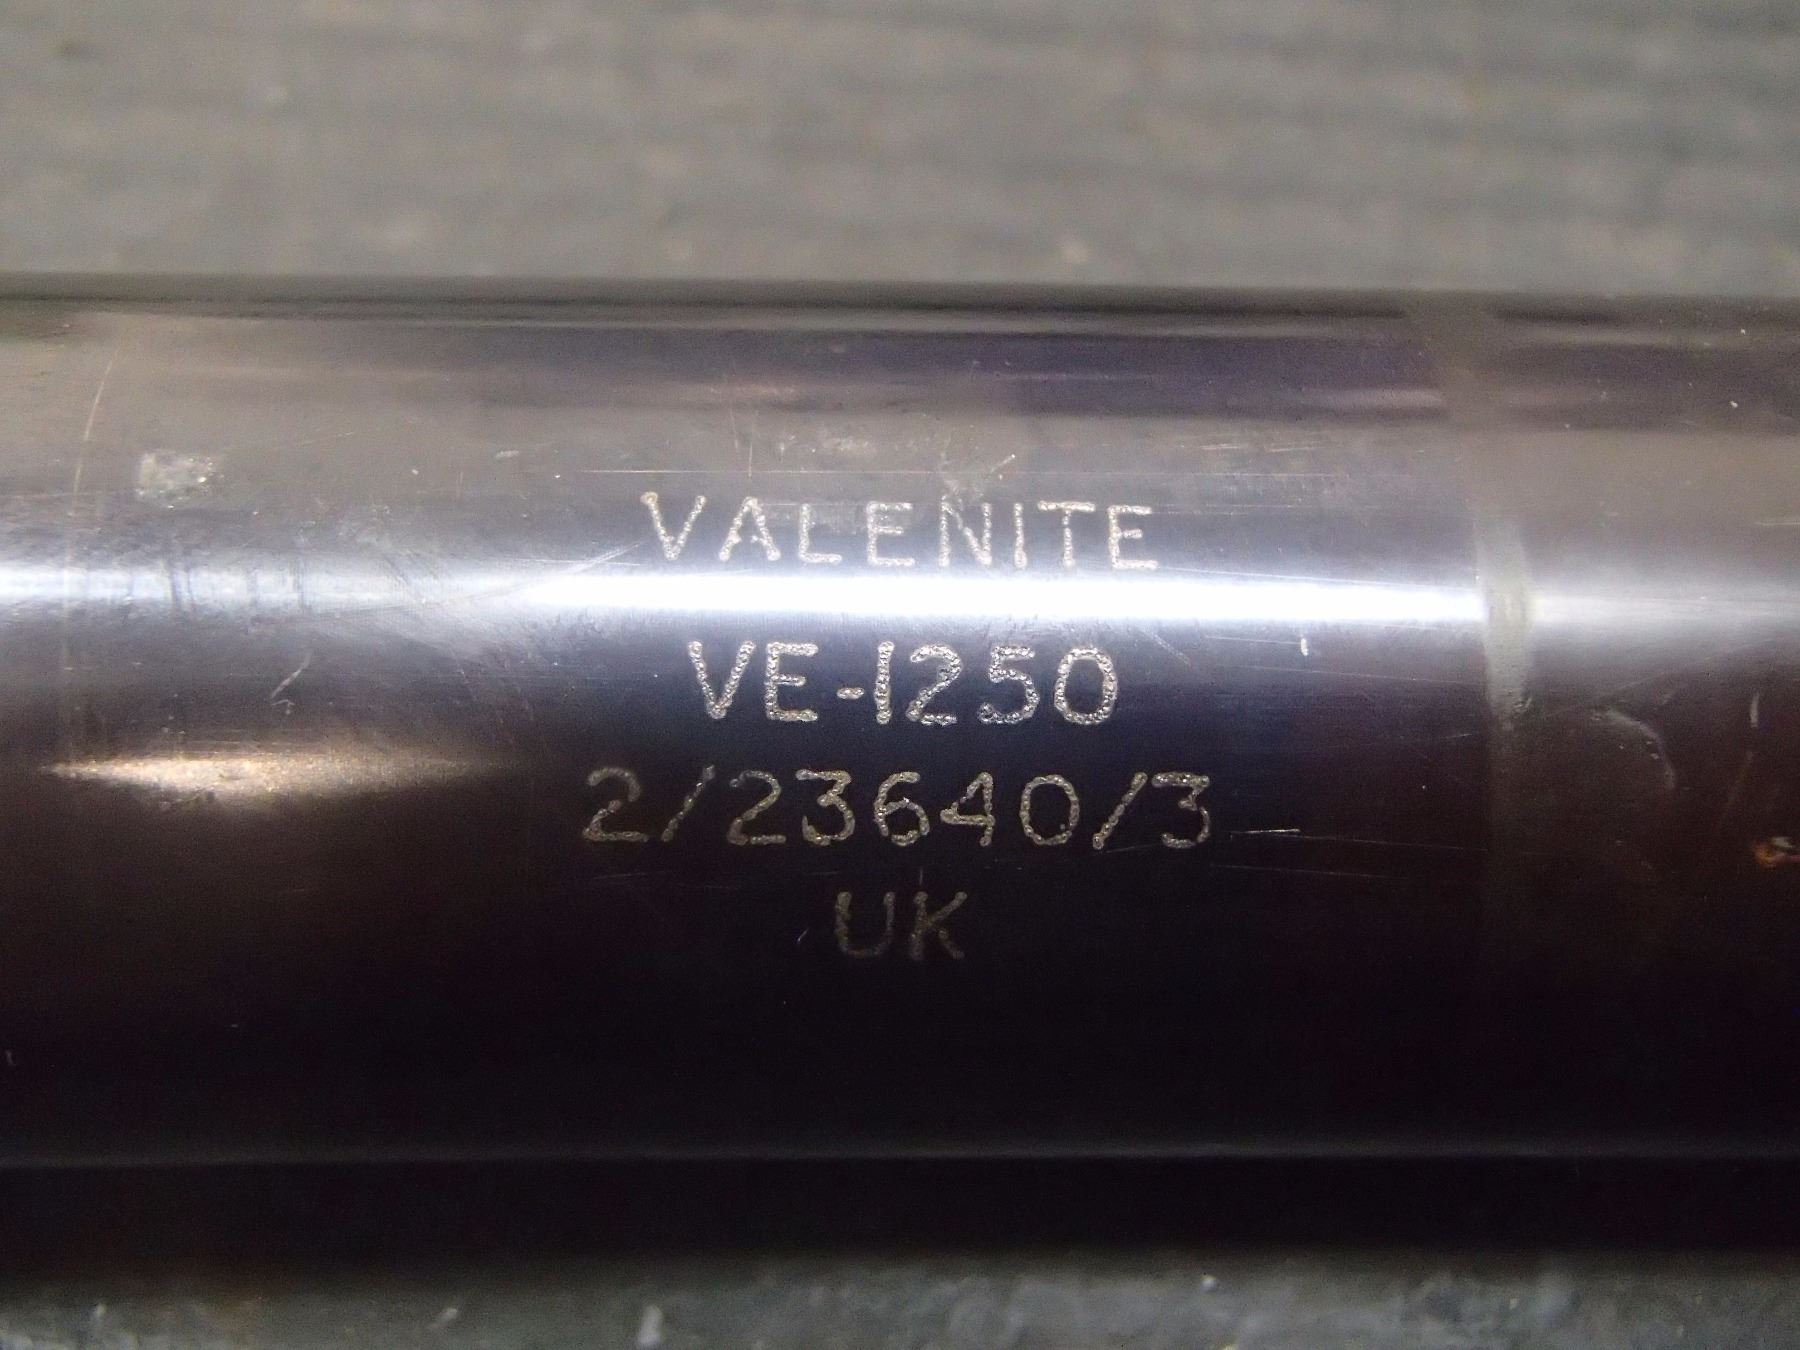 VALENITE
VE-1250
2/23640/3
UK